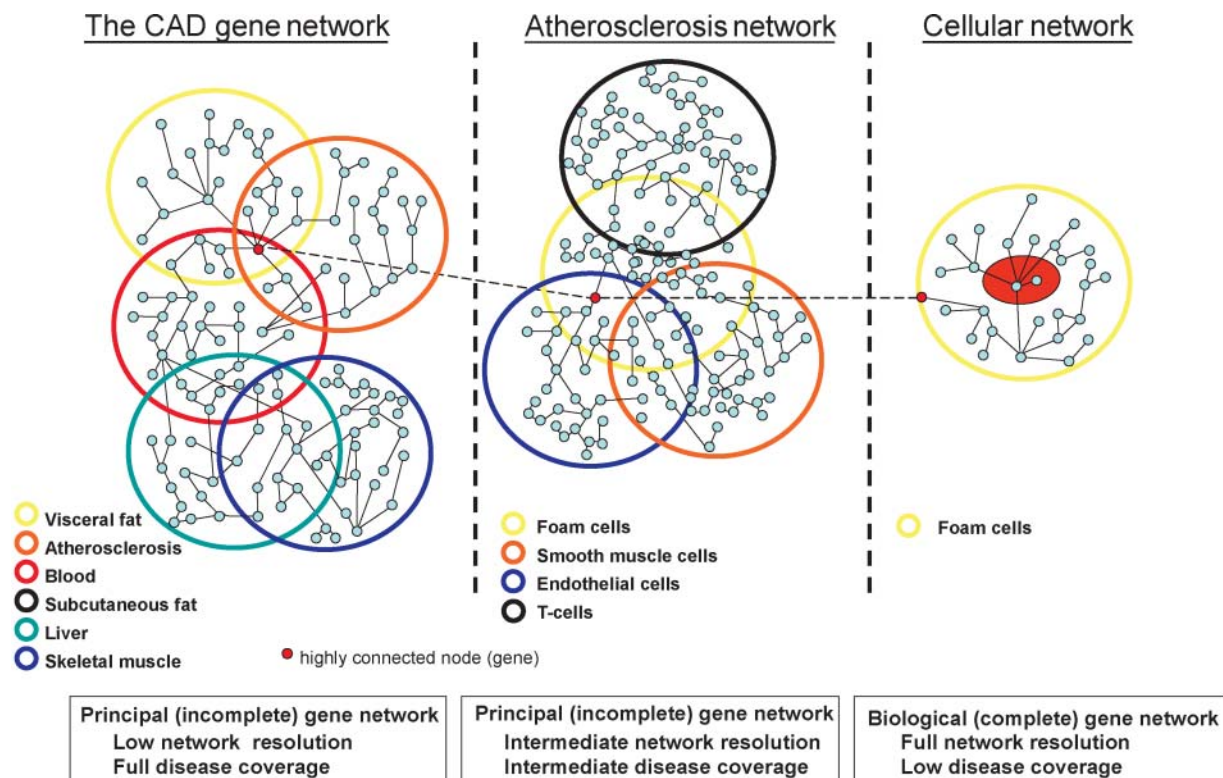 The CAD gene network
Atherosclerosis network
Cellular network
Visceral fat
Atherosclerosis
Blood
Subcutaneous fat
Liver
Skeletal muscle
highly connected node (gene)
Foam cells
Smooth muscle cells
Endothelial cells
T-cells
Foam cells
Principal (incomplete) gene network
Low network resolution
Full disease coverage
Principal (incomplete) gene network
Intermediate network resolution
Intermediate disease coverage
Biological (complete) gene network
Full network resolution
Low disease coverage